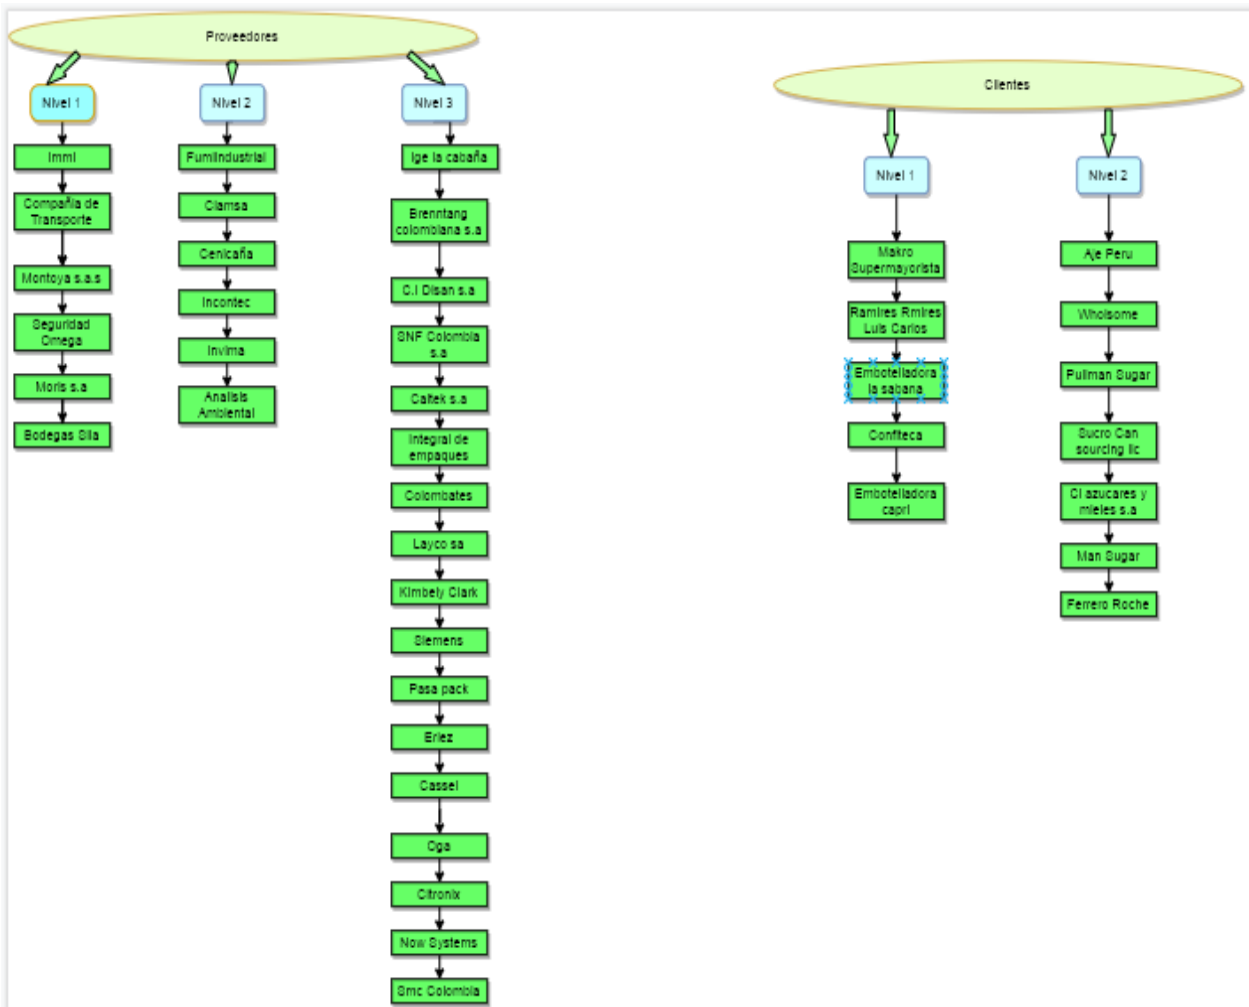 Proveedores
Nivel 1
Immi
Compañia de
Transporte
Montoya s.a.s
Seguridad
Omega
Moris s.a
Bodegas Slla
Nivel 2
Fumiindustrial
Clamsa
Cenicaña
Incontec
Invima
Analisis
Ambiental
Nivel 3
Ige la cabaña
Brenntang
colombiana s.a
C.I Disan s.a
SNF Colombia
s.a
Caltek s.a
Integral de
empaques
Colombates
Layco sa
Kimbely Clark
Siemens
Pasa pack
Eriez
Cassel
Oga
Citronix
Now Systems
Smc Colombia
Clientes
Nivel 1
Makro
Supermayorista
Ramires Rmires
Luis Carlos
Embotelladora
la sabana
Confiteca
Embotelladora
capri
Nivel 2
Aje Peru
Wholsome
Pullman Sugar
Sucro Can
sourcing llc
CI azucares y
mieles s.a
Man Sugar
Ferrero Roche